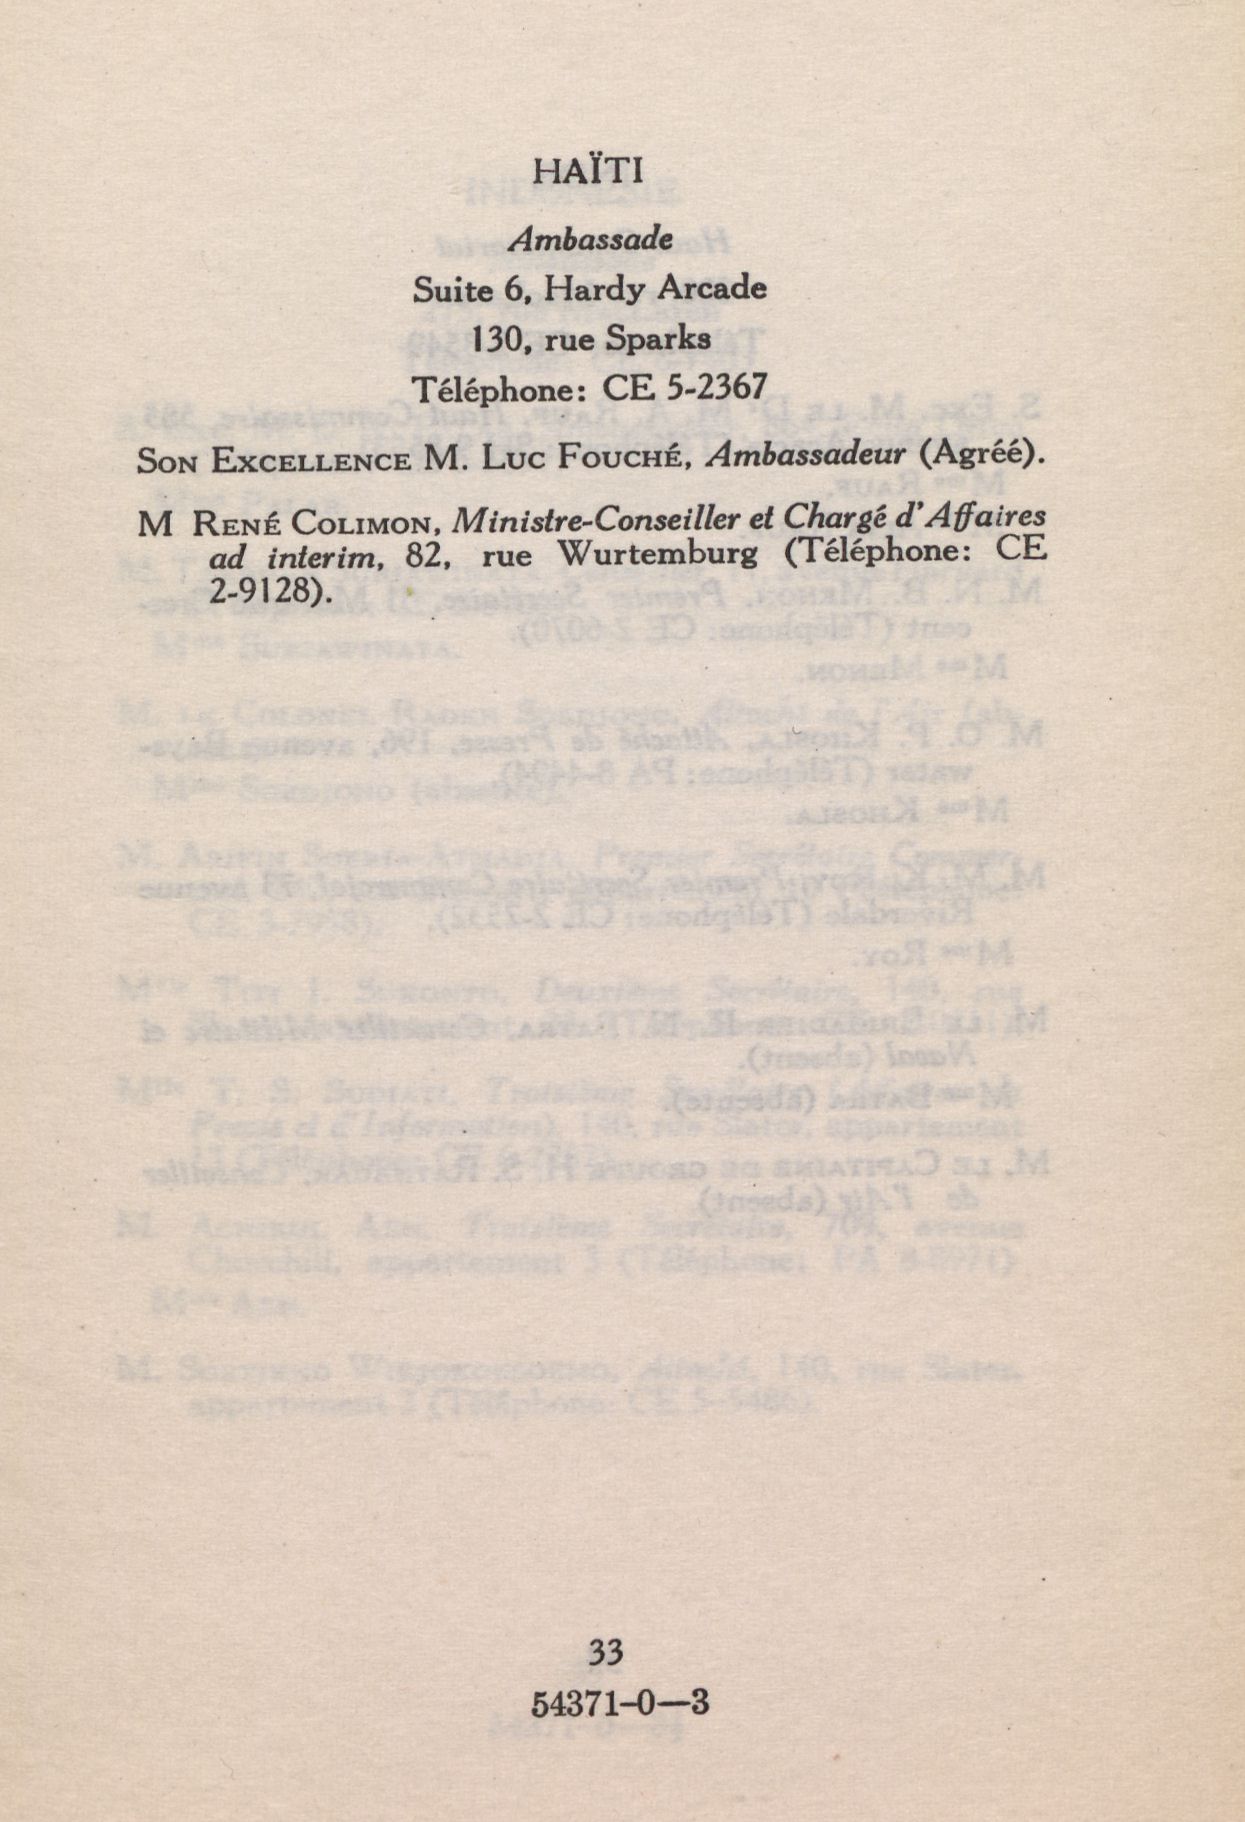 HAÏTI
Ambassade
Suite 6, Hardy Arcade
130, rue Sparks
Téléphone: CE 5-2367
SON EXCELLENCE M. LUC FOUCHÉ, Ambassadeur (Agréé).
M RENÉ COLIMON, Ministre-Conseiller et Chargé d'Affaires
ad interim, 82, rue Wurtemburg (Téléphone: CE
2-9128).
33
54371-0—3